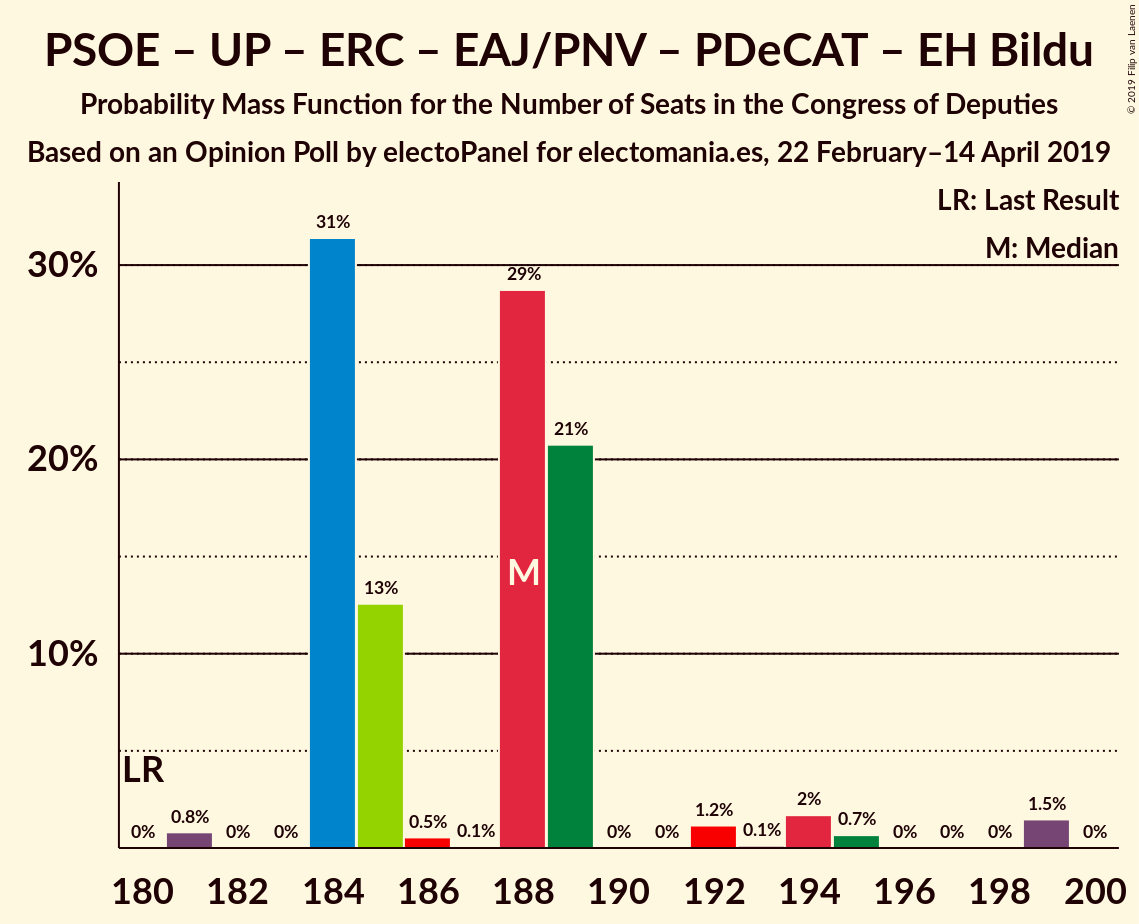 PSOE – UP – ERC – EAJ/PNV – PDeCAT – EH Bildu
Probability Mass Function for the Number of Seats in the Congress of Deputies
Based on an Opinion Poll by electoPanel for electomania.es, 22 February–14 April 2019
© 2019 Filip van Laenen
LR: Last Result
M: Median
30%
20%
10%
LR
M
0%
0.8%
0%
0%
31%
13%
0.5%
0.1%
29%
21%
0%
0%
1.2%
0.1%
2%
0.7%
0%
0%
0%
1.5%
0%
180 182 184 186 188 190 192 194 196 198 200